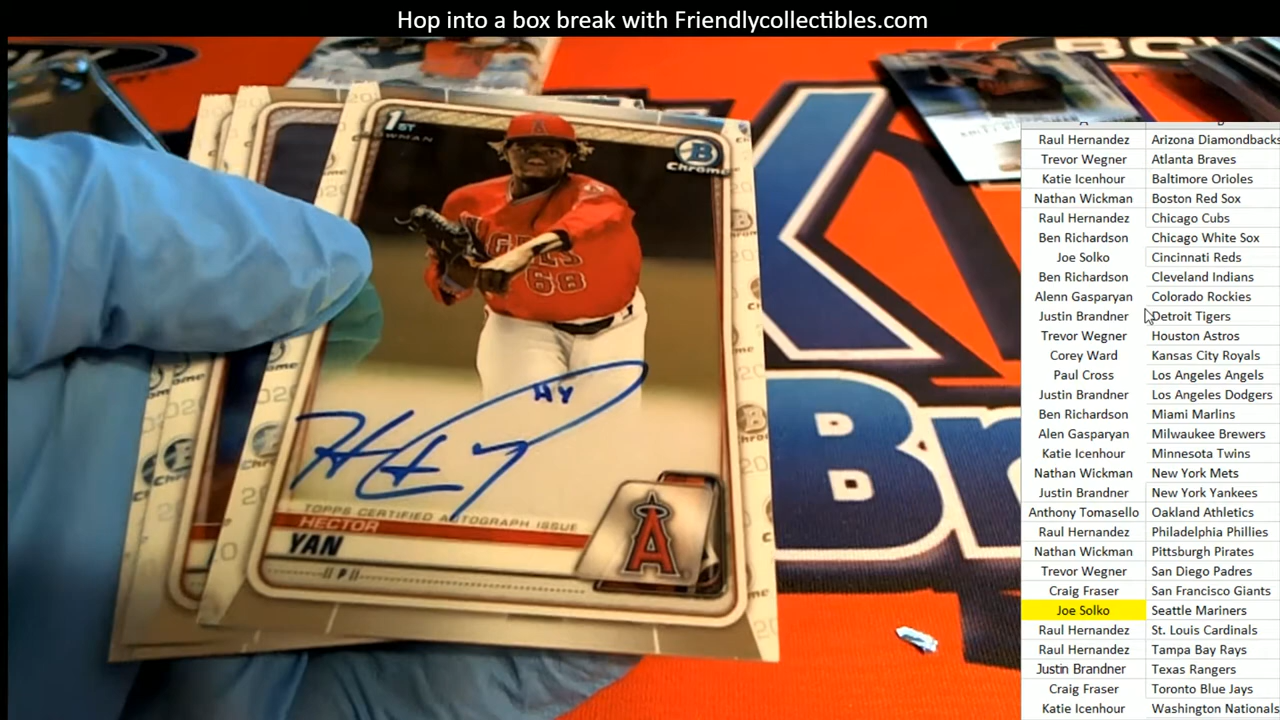 Hop into a box break with Friendlycollectibles.com
1ST
BOWMAN
B
Chrome
ANGELS
68
HY
TOPPS CERTIFIED AUTOGRAPH ISSUE
HECTOR
YAN
// P //
A
Br
Raul Hernandez Arizona Diamondbacks
Trevor Wegner Atlanta Braves
Katie Icenhour Baltimore Orioles
Nathan Wickman Boston Red Sox
Raul Hernandez Chicago Cubs
Ben Richardson Chicago White Sox
Joe Solko Cincinnati Reds
Ben Richardson Cleveland Indians
Alenn Gasparyan Colorado Rockies
Justin Brandner Detroit Tigers
Trevor Wegner Houston Astros
Corey Ward Kansas City Royals
Paul Cross Los Angeles Angels
Justin Brandner Los Angeles Dodgers
Ben Richardson Miami Marlins
Alen Gasparyan Milwaukee Brewers
Katie Icenhour Minnesota Twins
Nathan Wickman New York Mets
Justin Brandner New York Yankees
Anthony Tomasello Oakland Athletics
Raul Hernandez Philadelphia Phillies
Nathan Wickman Pittsburgh Pirates
Trevor Wegner San Diego Padres
Craig Fraser San Francisco Giants
Joe Solko Seattle Mariners
Raul Hernandez St. Louis Cardinals
Raul Hernandez Tampa Bay Rays
Justin Brandner Texas Rangers
Craig Fraser Toronto Blue Jays
Katie Icenhour Washington Nationals